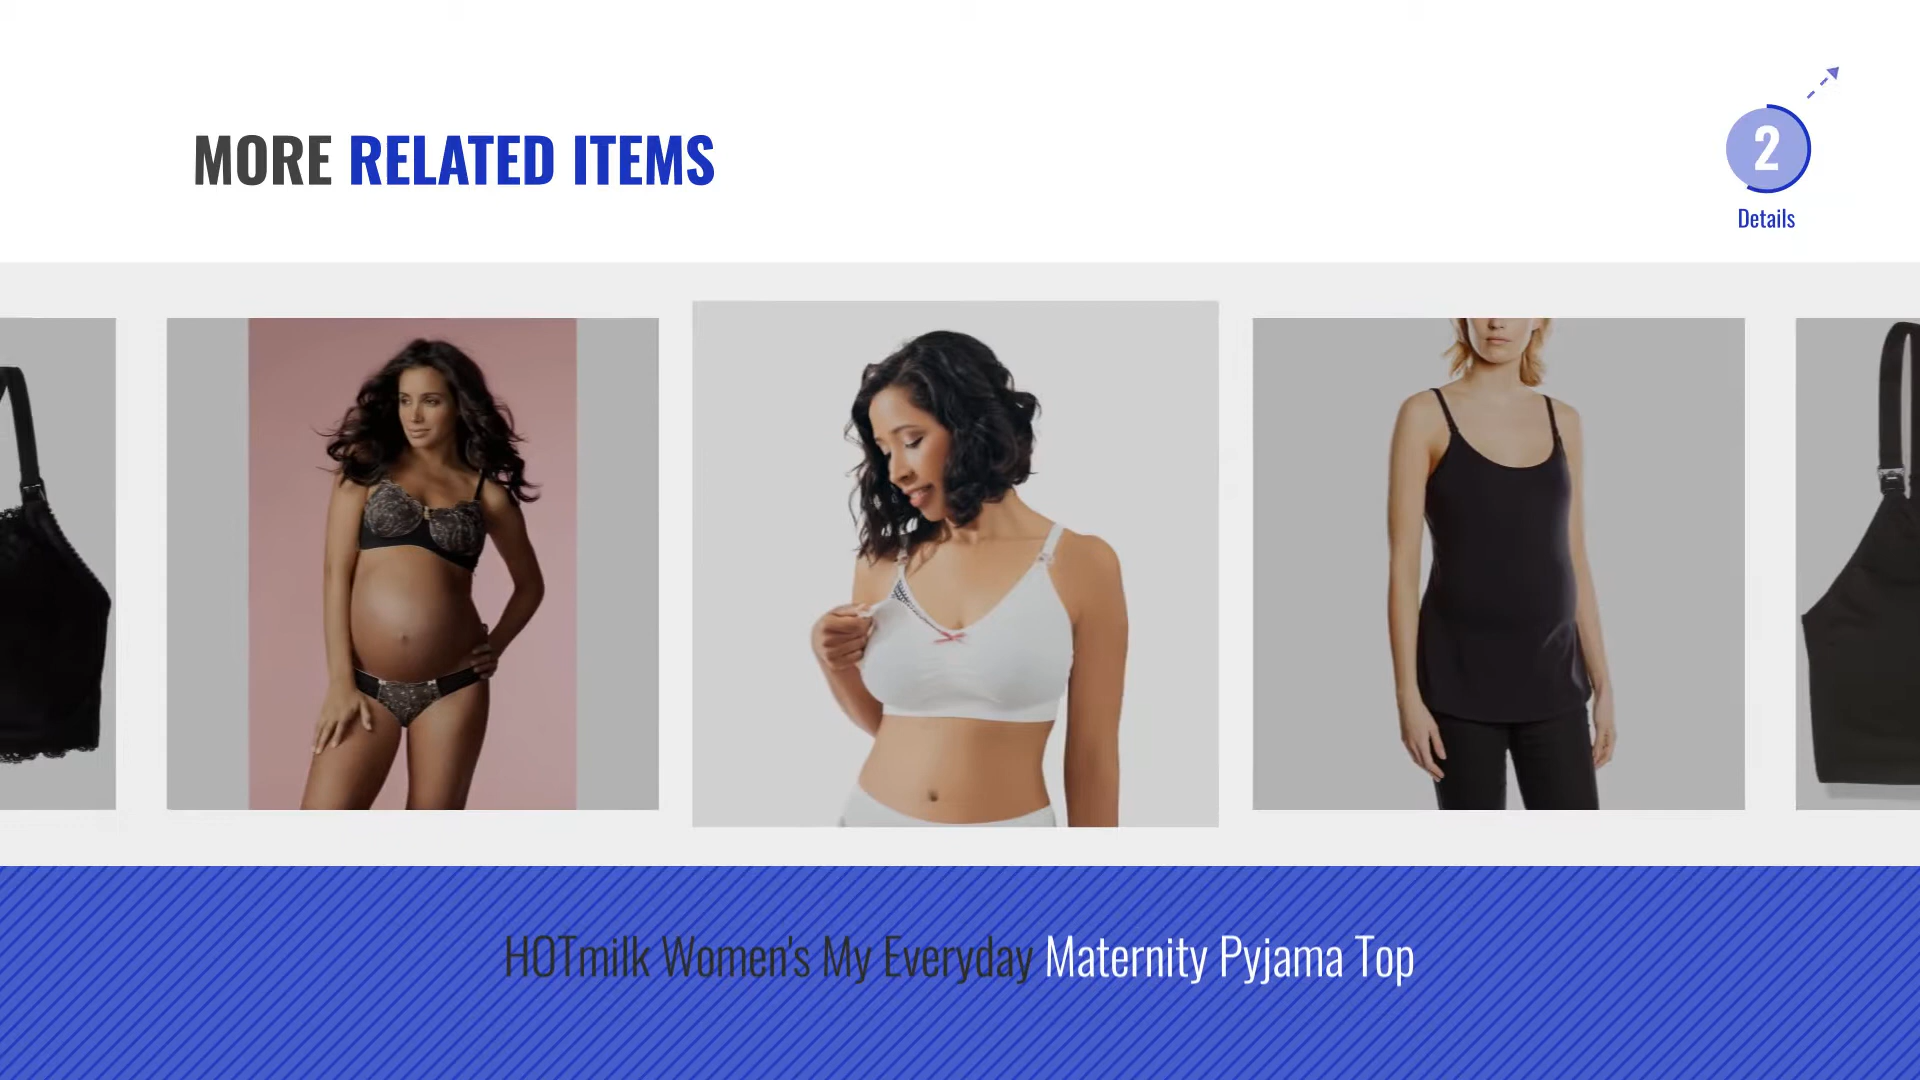 MORE RELATED ITEMS
2
Details
HOTmilk Women's My Everyday Maternity Pyjama Top